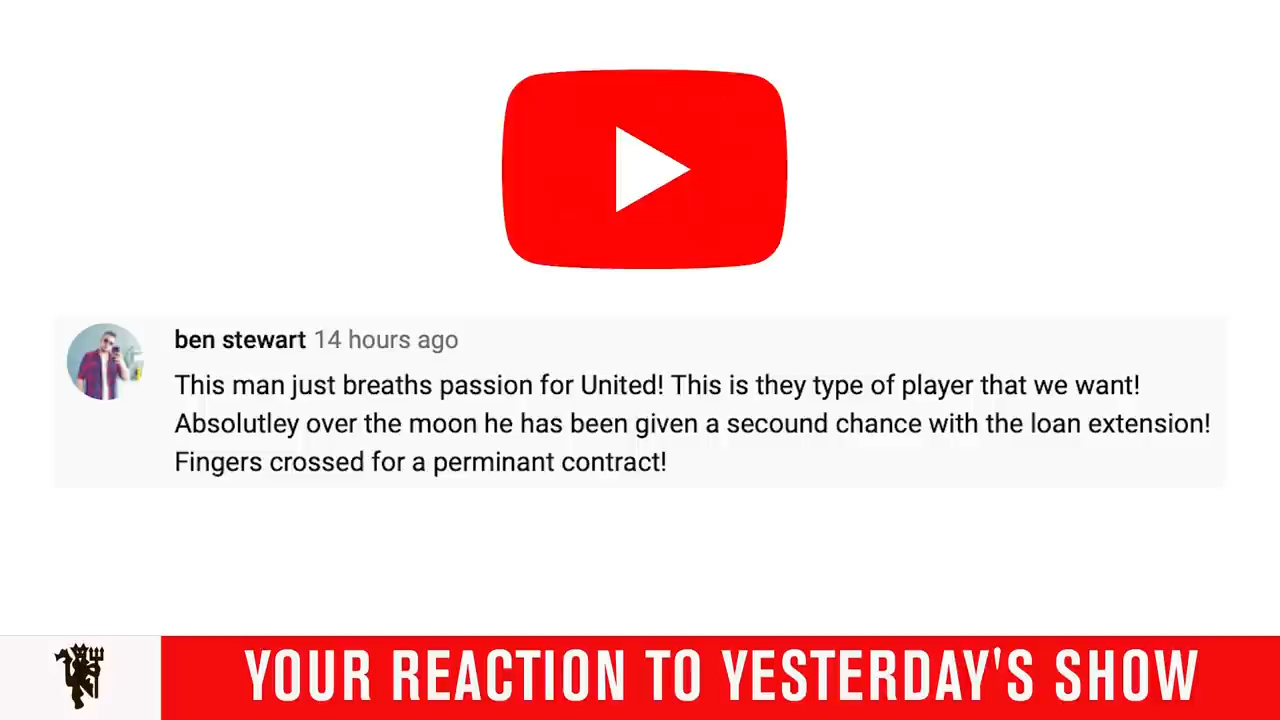 ben stewart 14 hours ago
This man just breaths passion for United! This is they type of player that we want!
Absolutley over the moon he has been given a secound chance with the loan extension!
Fingers crossed for a perminant contract!
YOUR REACTION TO YESTERDAY'S SHOW